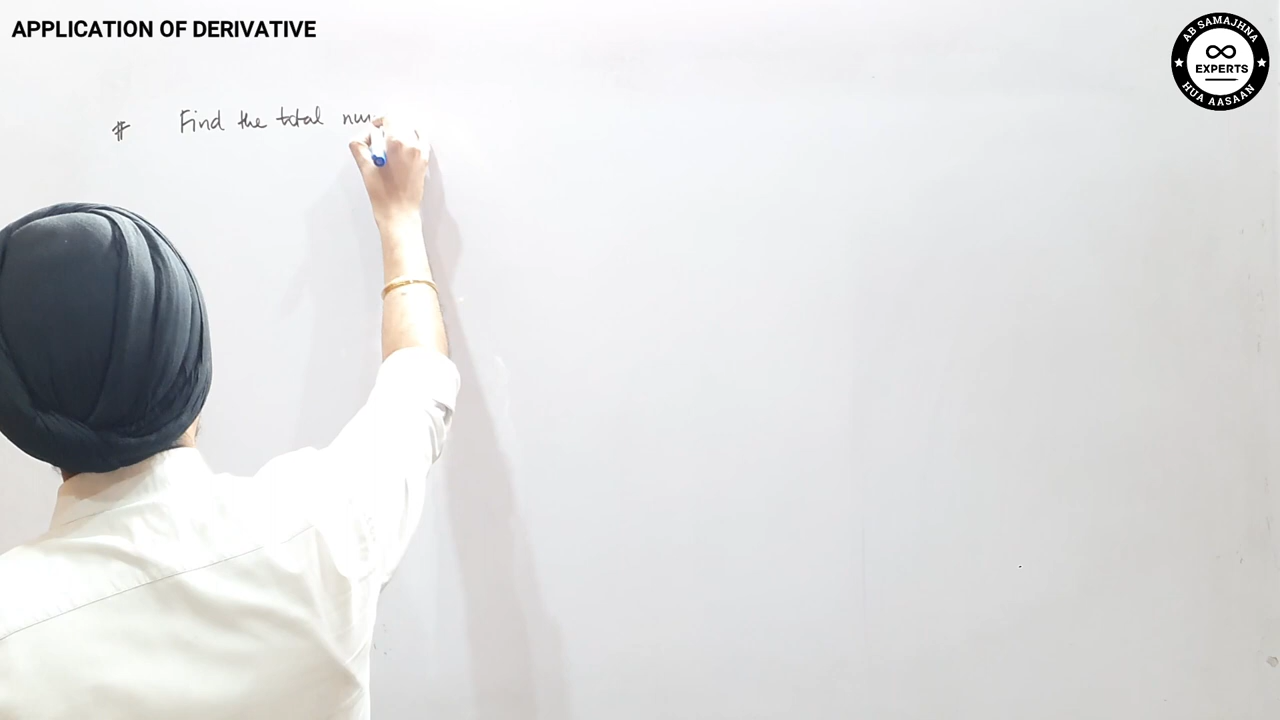 APPLICATION OF DERIVATIVE
AB SAMAJHNA
EXPERTS
HUA AASAAN
# Find the total nu